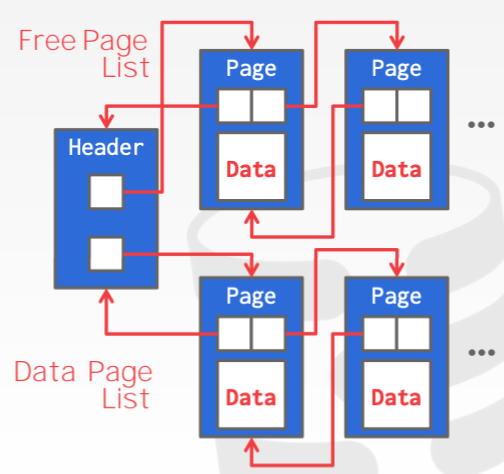 Free Page
List
Page
Page
Data
Data
...
Header
Page
Page
Data
Data
...
Data Page
List